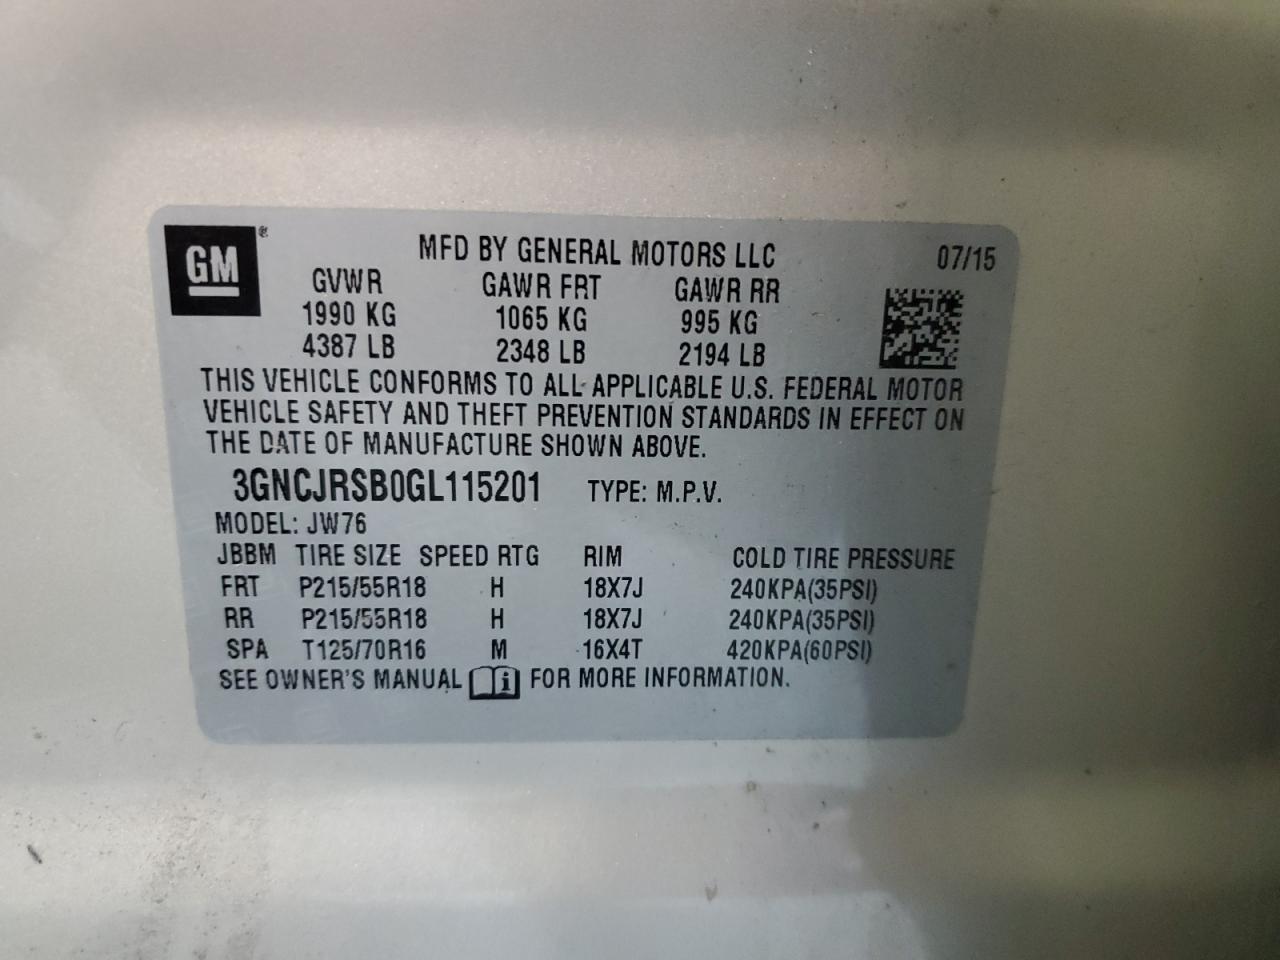 GM ® MFD BY GENERAL MOTORS LLC 07/15
GVWR GAWR FRT GAWR RR
1990 KG 1065 KG 995 KG
4387 LB 2348 LB 2194 LB
THIS VEHICLE CONFORMS TO ALL APPLICABLE U.S. FEDERAL MOTOR
VEHICLE SAFETY AND THEFT PREVENTION STANDARDS IN EFFECT ON
THE DATE OF MANUFACTURE SHOWN ABOVE.
3GNCJRSB0GL115201 TYPE: M.P.V.
MODEL: JW76
JBBM TIRE SIZE SPEED RTG RIM COLD TIRE PRESSURE
FRT P215/55R18 H 18X7J 240KPA(35PSI)
RR P215/55R18 H 18X7J 240KPA(35PSI)
SPA T125/70R16 M 16X4T 420KPA(60PSI)
SEE OWNER'S MANUAL i FOR MORE INFORMATION.